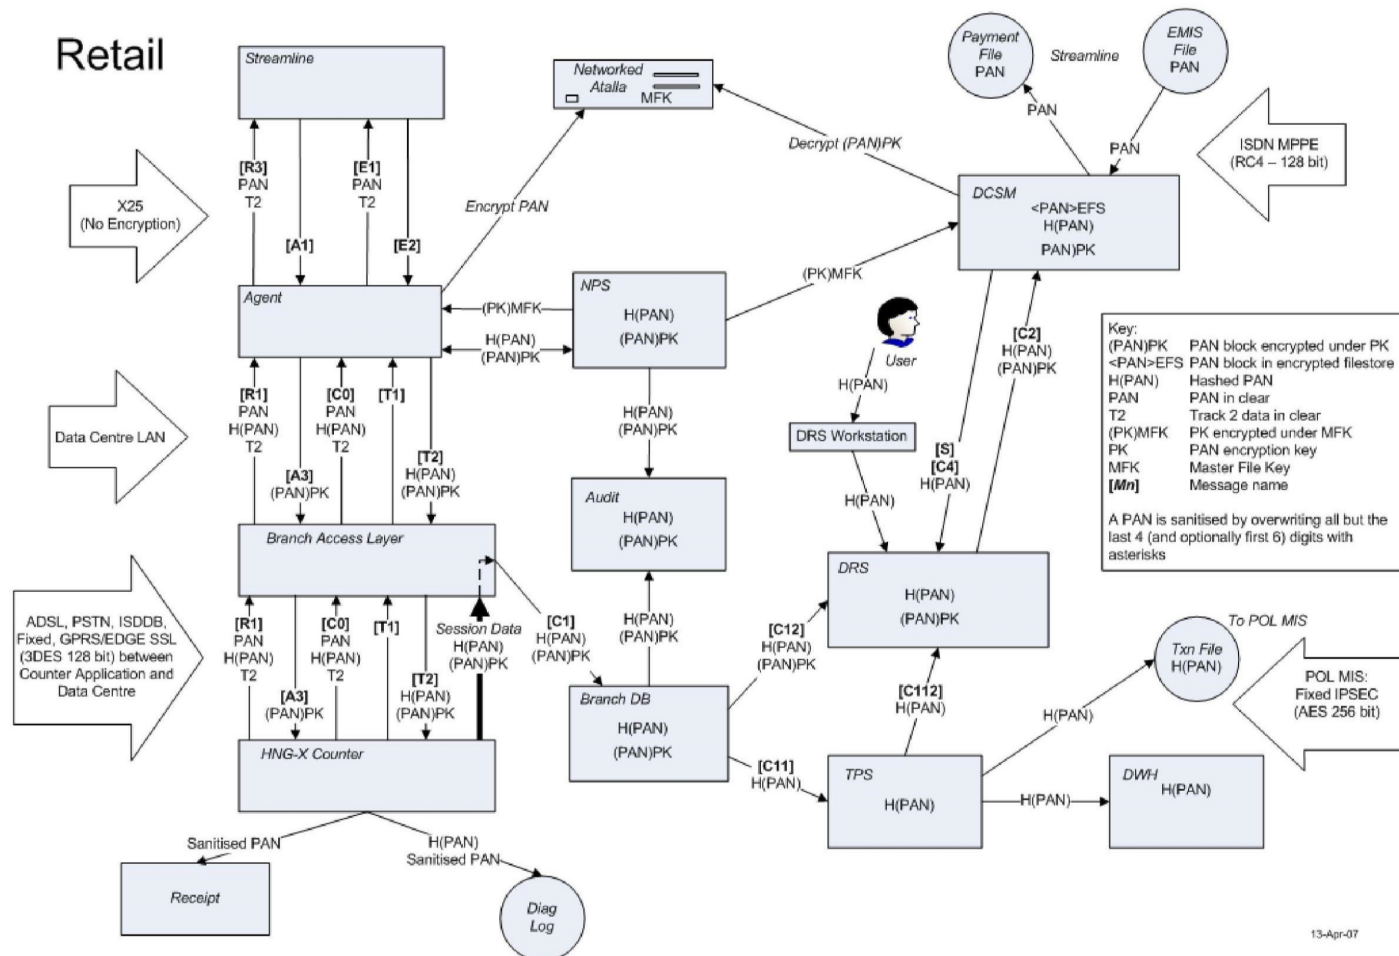 Retail
Streamline
Networked
Atalla
MFK
Payment
File
PAN
Streamline
EMIS
File
PAN
PAN
PAN
ISDN MPPE
(RC4 – 128 bit)
Decrypt (PAN)PK
X25
(No Encryption)
[R3]
PAN
T2
[A1]
[E1]
PAN
T2
[E2]
Encrypt PAN
DCSM
<PAN>EFS
H(PAN)
PAN)PK
Agent
(PK)MFK
H(PAN)
(PAN)PK
NPS
H(PAN)
(PAN)PK
(PK)MFK
User
H(PAN)
DRS Workstation
H(PAN)
[S]
[C4]
[C2]
H(PAN)
(PAN)PK
Key:
(PAN)PK PAN block encrypted under PK
<PAN>EFS PAN block in encrypted filestore
H(PAN) Hashed PAN
PAN PAN in clear
T2 Track 2 data in clear
(PK)MFK PK encrypted under MFK
PK PAN encryption key
MFK Master File Key
[Mn] Message name
A PAN is sanitised by overwriting all but the
last 4 (and optionally first 6) digits with
asterisks
Data Centre LAN
[R1]
PAN
H(PAN)
T2
[A3]
(PAN)PK
[C0]
PAN
H(PAN)
T2
[T1]
[T2]
H(PAN)
(PAN)PK
H(PAN)
(PAN)PK
Audit
H(PAN)
(PAN)PK
H(PAN)
(PAN)PK
Branch Access Layer
ADSL, PSTN, ISDDB,
Fixed, GPRS/EDGE SSL
(3DES 128 bit) between
Counter Application and
Data Centre
[R1]
PAN
H(PAN)
T2
[A3]
(PAN)PK
[C0]
PAN
H(PAN)
T2
[T1]
[T2]
H(PAN)
(PAN)PK
Session Data
H(PAN)
(PAN)PK
[C1]
H(PAN)
(PAN)PK
Branch DB
H(PAN)
(PAN)PK
[C12]
H(PAN)
(PAN)PK
DRS
H(PAN)
(PAN)PK
[C112]
H(PAN)
[C11]
H(PAN)
TPS
H(PAN)
H(PAN)
To POL MIS
Txn File
H(PAN)
POL MIS:
Fixed IPSEC
(AES 256 bit)
H(PAN)
DWH
H(PAN)
HNG-X Counter
Sanitised PAN
H(PAN)
Sanitised PAN
Receipt
Diag
Log
13-Apr-07